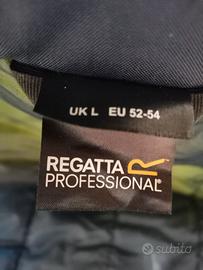 UK L EU 52-54
REGATTA
PROFESSIONAL
subito